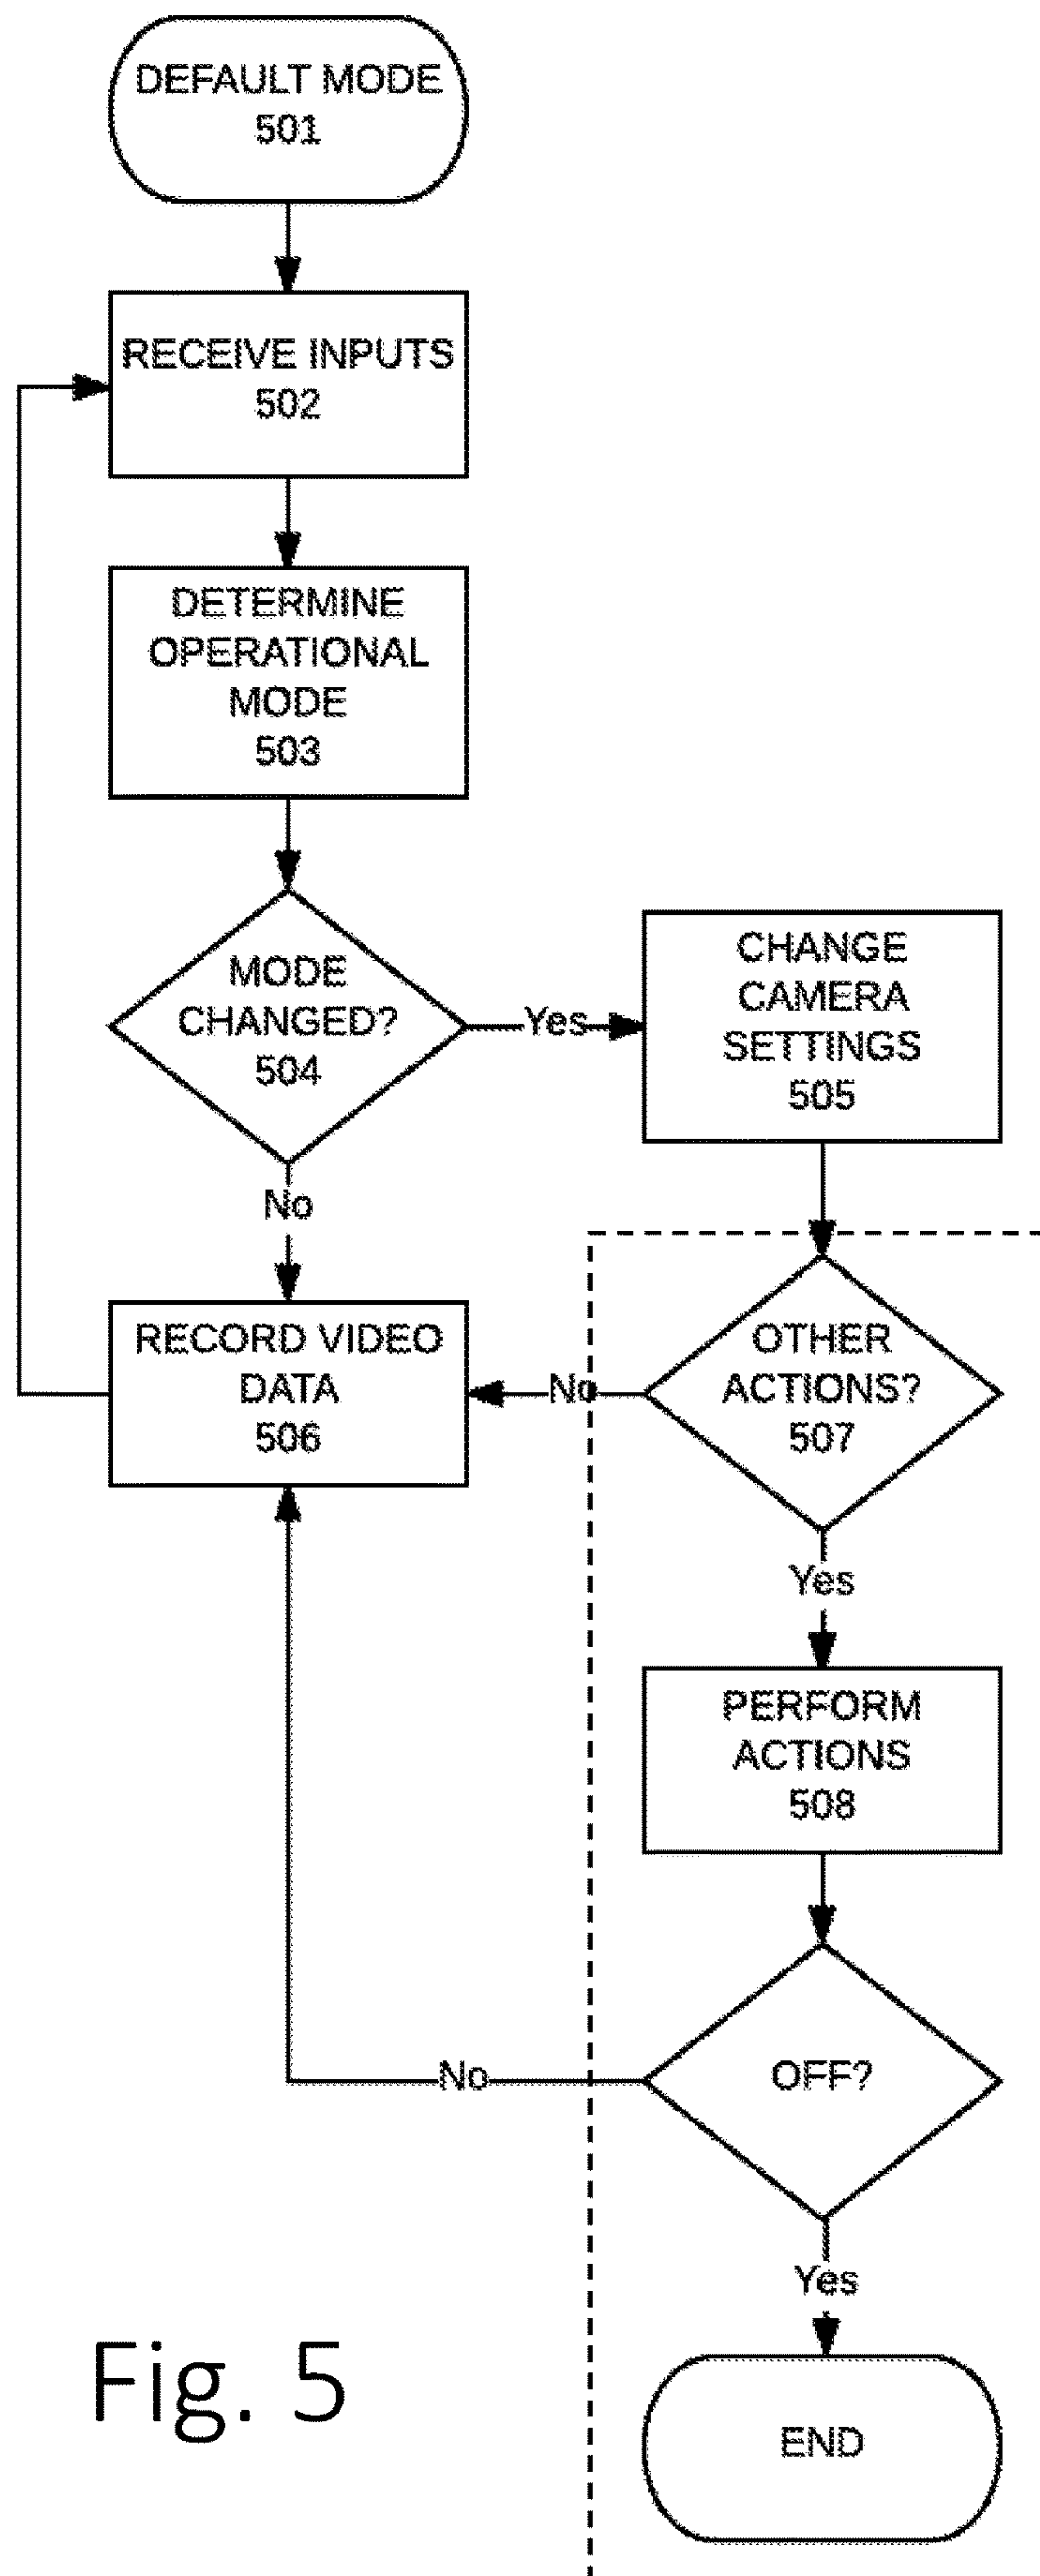 DEFAULT MODE
501
RECEIVE INPUTS
502
DETERMINE
OPERATIONAL
MODE
503
MODE
CHANGED?
504
Yes
CHANGE
CAMERA
SETTINGS
505
No
RECORD VIDEO
DATA
506
No
OTHER
ACTIONS?
507
Yes
PERFORM
ACTIONS
508
OFF?
No
Yes
END
Fig. 5